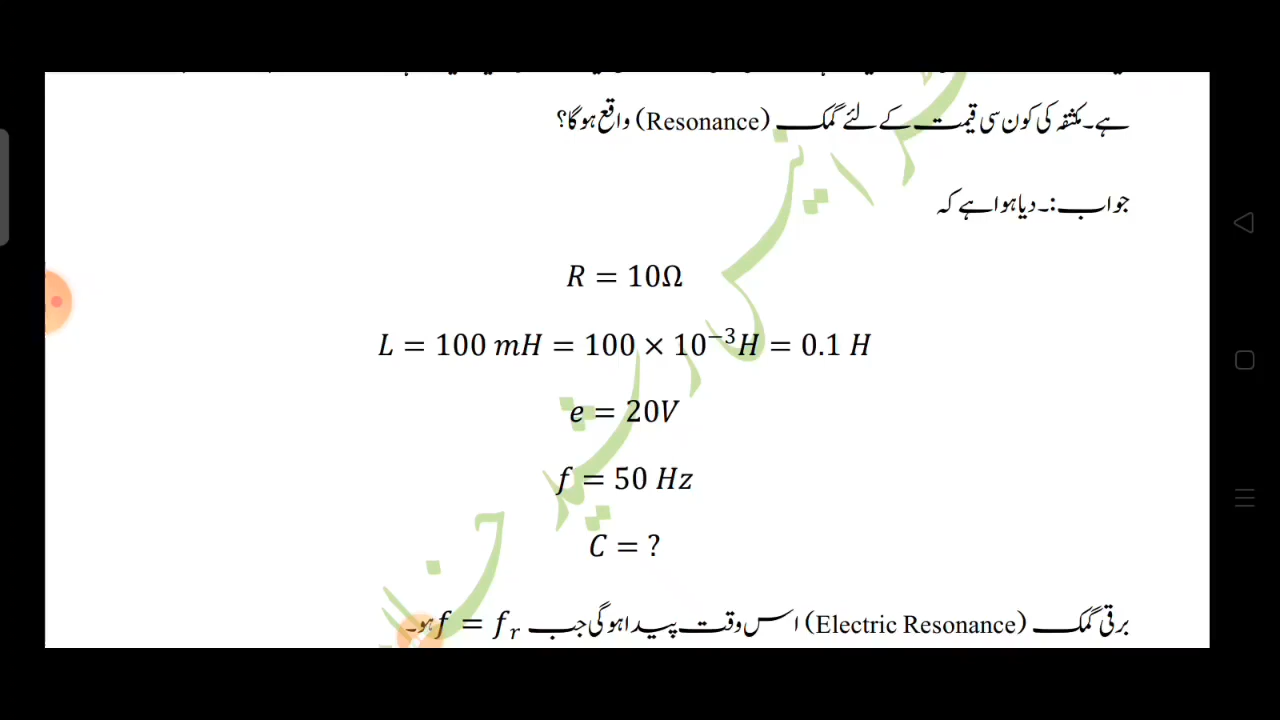 ہے۔ مکثفہ کی کون سی قیمت کے لئے گمک (Resonance) واقع ہوگا؟
جواب:۔ دیا ہوا ہے کہ
R = 10Ω
L = 100 mH = 100 × 10⁻³H = 0.1 H
e = 20V
f = 50 Hz
C = ?
برقی گمک (Electric Resonance) اس وقت پیدا ہوگی جب f = fᵣ ہو۔